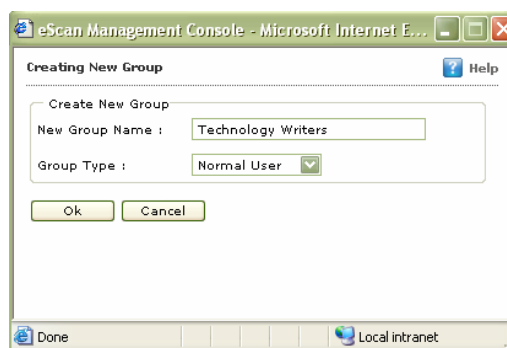 eScan Management Console - Microsoft Internet E...
Creating New Group
? Help
Create New Group
New Group Name : Technology Writers
Group Type : Normal User
Ok Cancel
Done Local intranet